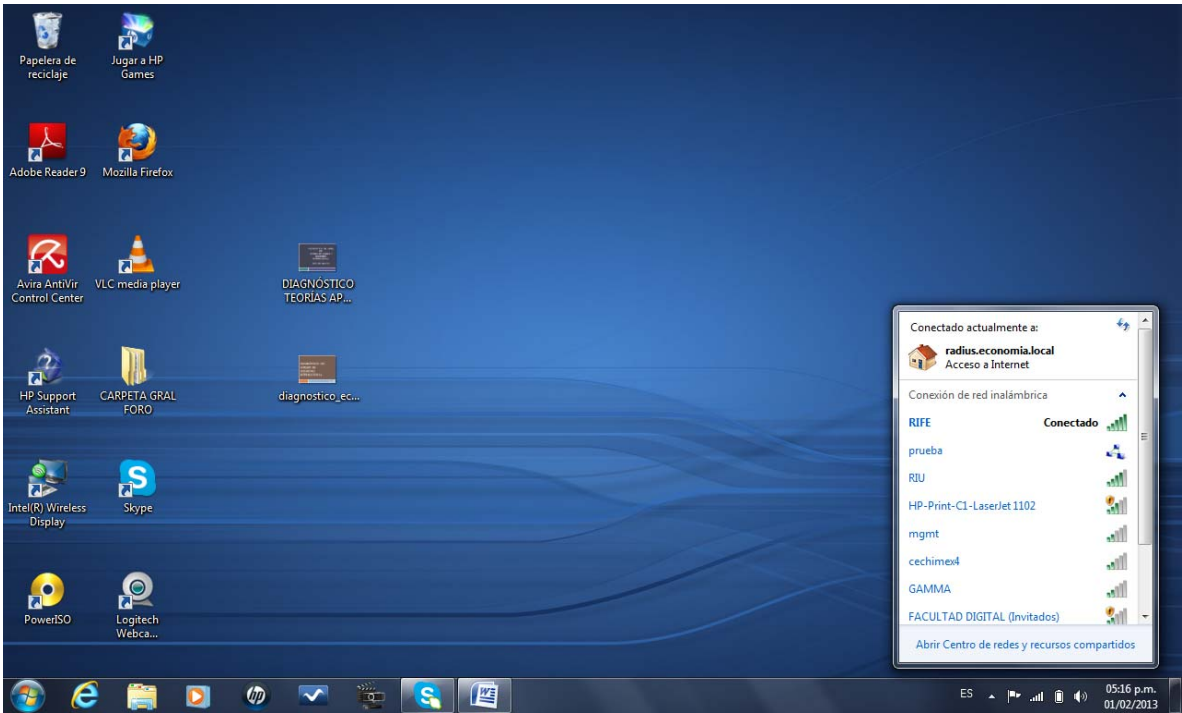 Papelera de
reciclaje
Jugar a HP
Games
Adobe Reader 9
Mozilla Firefox
Avira AntiVir
Control Center
VLC media player
DIAGNÓSTICO
TEORÍAS AP...
HP Support
Assistant
CARPETA GRAL
FORO
diagnostico_ec...
Intel(R) Wireless
Display
Skype
PowerISO
Logitech
Webca...
Conectado actualmente a:
radius.economia.local
Acceso a Internet
Conexión de red inalámbrica
RIFE Conectado
prueba
RIU
HP-Print-C1-LaserJet 1102
mgmt
cechimex4
GAMMA
FACULTAD DIGITAL (Invitados)
Abrir Centro de redes y recursos compartidos
hp
ES
05:16 p.m.
01/02/2013